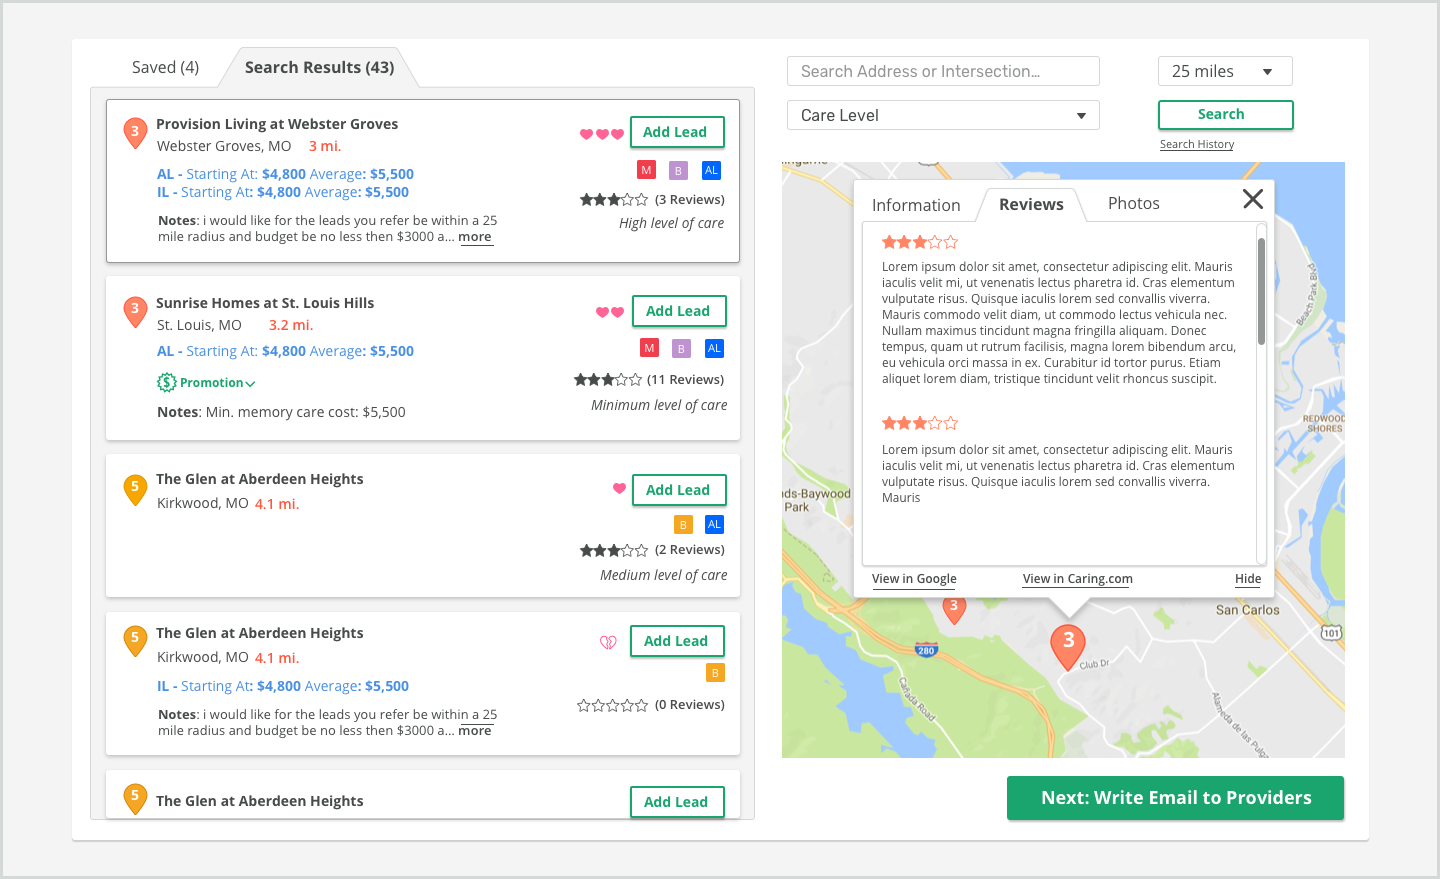 Saved (4)
Search Results (43)
3
Provision Living at Webster Groves
Webster Groves, MO 3 mi.
AL - Starting At: $4,800 Average: $5,500
IL - Starting At: $4,800 Average: $5,500
Notes: i would like for the leads you refer be within a 25
mile radius and budget be no less then $3000 a... more
Add Lead
M B AL
(3 Reviews)
High level of care
3
Sunrise Homes at St. Louis Hills
St. Louis, MO 3.2 mi.
AL - Starting At: $4,800 Average: $5,500
$ Promotion
Notes: Min. memory care cost: $5,500
Add Lead
M B AL
(11 Reviews)
Minimum level of care
5
The Glen at Aberdeen Heights
Kirkwood, MO 4.1 mi.
Add Lead
B AL
(2 Reviews)
Medium level of care
5
The Glen at Aberdeen Heights
Kirkwood, MO 4.1 mi.
IL - Starting At: $4,800 Average: $5,500
Notes: i would like for the leads you refer be within a 25
mile radius and budget be no less then $3000 a... more
Add Lead
B
(0 Reviews)
5
The Glen at Aberdeen Heights
Add Lead
Search Address or Intersection...
25 miles
Care Level
Search
Search History
Information
Reviews
Photos
Lorem ipsum dolor sit amet, consectetur adipiscing elit. Mauris
iaculis velit mi, ut venenatis lectus pharetra id. Cras elementum
vulputate risus. Quisque iaculis lorem sed convallis viverra.
Mauris commodo velit diam, ut commodo lectus vehicula nec.
Nullam maximus tincidunt magna fringilla aliquam. Donec
tempus, quam ut rutrum facilisis, magna lorem bibendum arcu,
eu vehicula orci massa in ex. Curabitur id tortor purus. Etiam
aliquet lorem diam, tristique tincidunt velit rhoncus suscipit.
Lorem ipsum dolor sit amet, consectetur adipiscing elit. Mauris
iaculis velit mi, ut venenatis lectus pharetra id. Cras elementum
vulputate risus. Quisque iaculis lorem sed convallis viverra.
Mauris
View in Google
View in Caring.com
Hide
Beach Park Blvd
REDWOOD
SHORES
nds-Baywood
Park
San Carlos
101
280
3
3
Club Dr
Cañada Road
Alameda de las Pulga
Next: Write Email to Providers